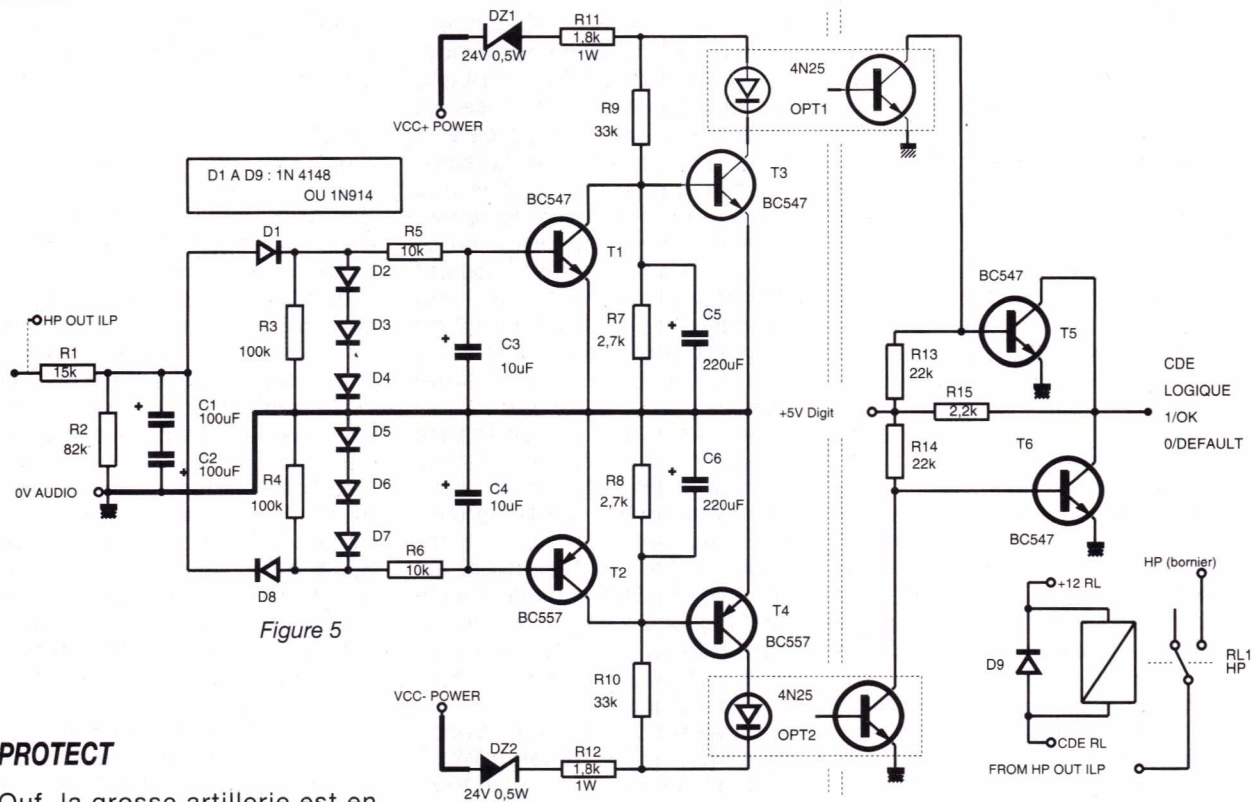 DZ1
24V 0,5W
R11
1,8k
1W
VCC+ POWER
R9
33k
4N25
OPT1
D1 A D9 : 1N 4148
OU 1N914
BC547
T1
T3
BC547
D1
R5
10k
D2
D3
D4
D5
D6
D7
HP OUT ILP
R1
15k
R2
82k
+
C1
100uF
C2
100uF
+
0V AUDIO
R3
100k
R4
100k
+
C3
10uF
+
C4
10uF
R7
2,7k
+
C5
220uF
R8
2,7k
+
C6
220uF
R6
10k
D8
T2
BC557
T4
BC557
Figure 5
R10
33k
VCC- POWER
DZ2
24V 0,5W
R12
1,8k
1W
4N25
OPT2
BC547
T5
R13
22k
+5V Digit
R15
2,2k
R14
22k
T6
BC547
CDE
LOGIQUE
1/OK
0/DEFAULT
HP (bornier)
+12 RL
D9
RL1
HP
CDE RL
FROM HP OUT ILP
PROTECT
Ouf, la grosse artillerie est en